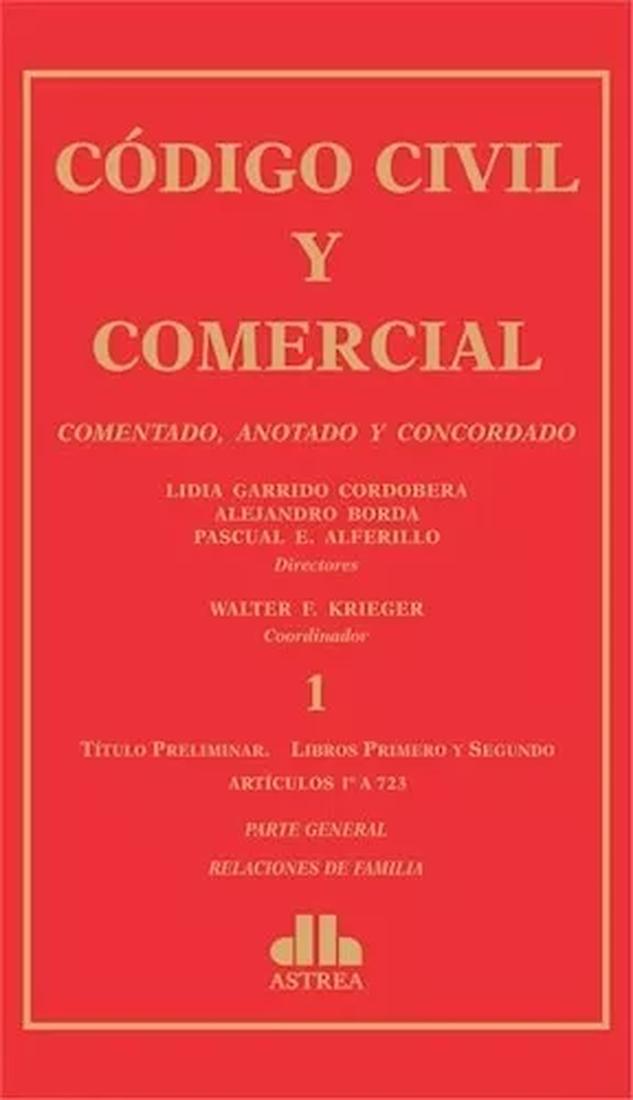 CÓDIGO CIVIL
Y
COMERCIAL
COMENTADO, ANOTADO Y CONCORDADO
LIDIA GARRIDO CORDOBERA
ALEJANDRO BORDA
PASCUAL E. ALFERILLO
Directores
WALTER F. KRIEGER
Coordinador
1
TÍTULO PRELIMINAR. LIBROS PRIMERO Y SEGUNDO
ARTÍCULOS 1º A 723
PARTE GENERAL
RELACIONES DE FAMILIA
ASTREA